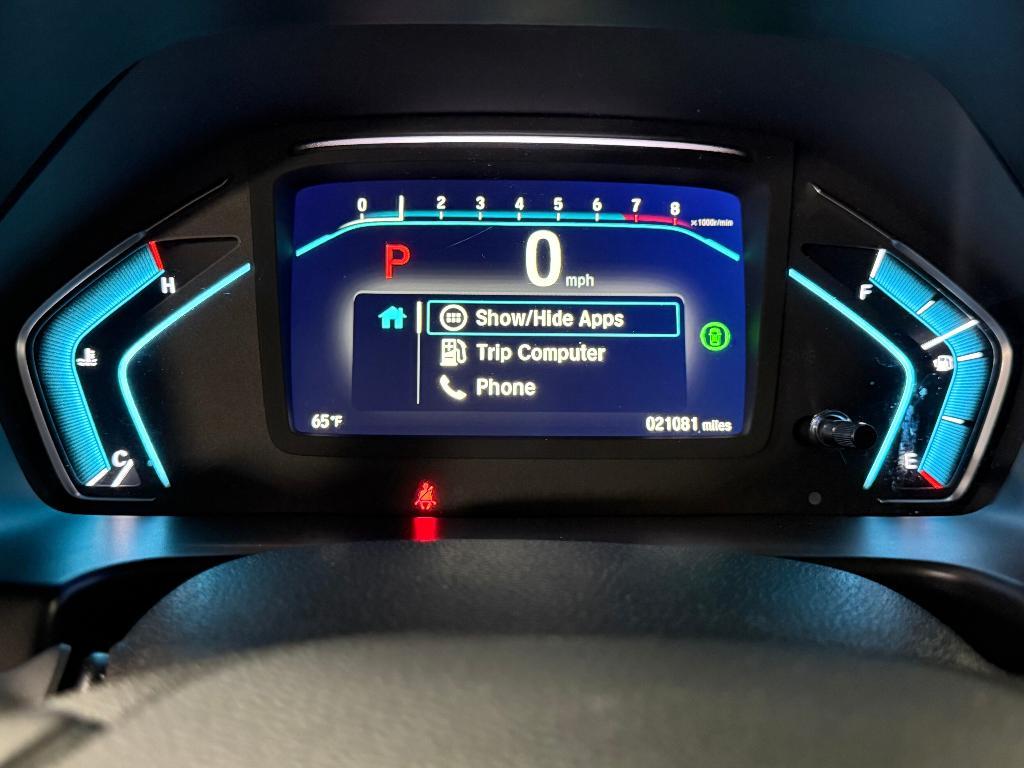 0 2 3 4 5 6 7 8
×1000r/min
P 0 mph
H
F
Show/Hide Apps
Trip Computer
Phone
65°F
021081 miles
C
E